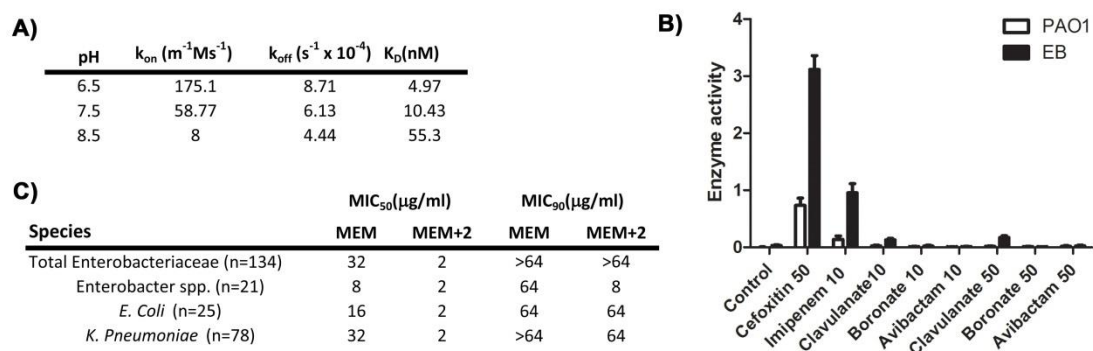 A)
pH kon (m-1Ms-1) koff (s-1 x 10-4) KD(nM)
6.5 175.1 8.71 4.97
7.5 58.77 6.13 10.43
8.5 8 4.44 55.3
C)
MIC50(μg/ml) MIC90(μg/ml)
Species MEM MEM+2 MEM MEM+2
Total Enterobacteriaceae (n=134) 32 2 >64 >64
Enterobacter spp. (n=21) 8 2 64 8
E. Coli (n=25) 16 2 64 64
K. Pneumoniae (n=78) 32 2 >64 64
B)
PAO1
EB
Enzyme activity
4
3
2
1
0
Control
Cefoxitin 50
Imipenem 10
Clavulanate10
Boronate 10
Avibactam 10
Clavulanate 50
Boronate 50
Avibactam 50